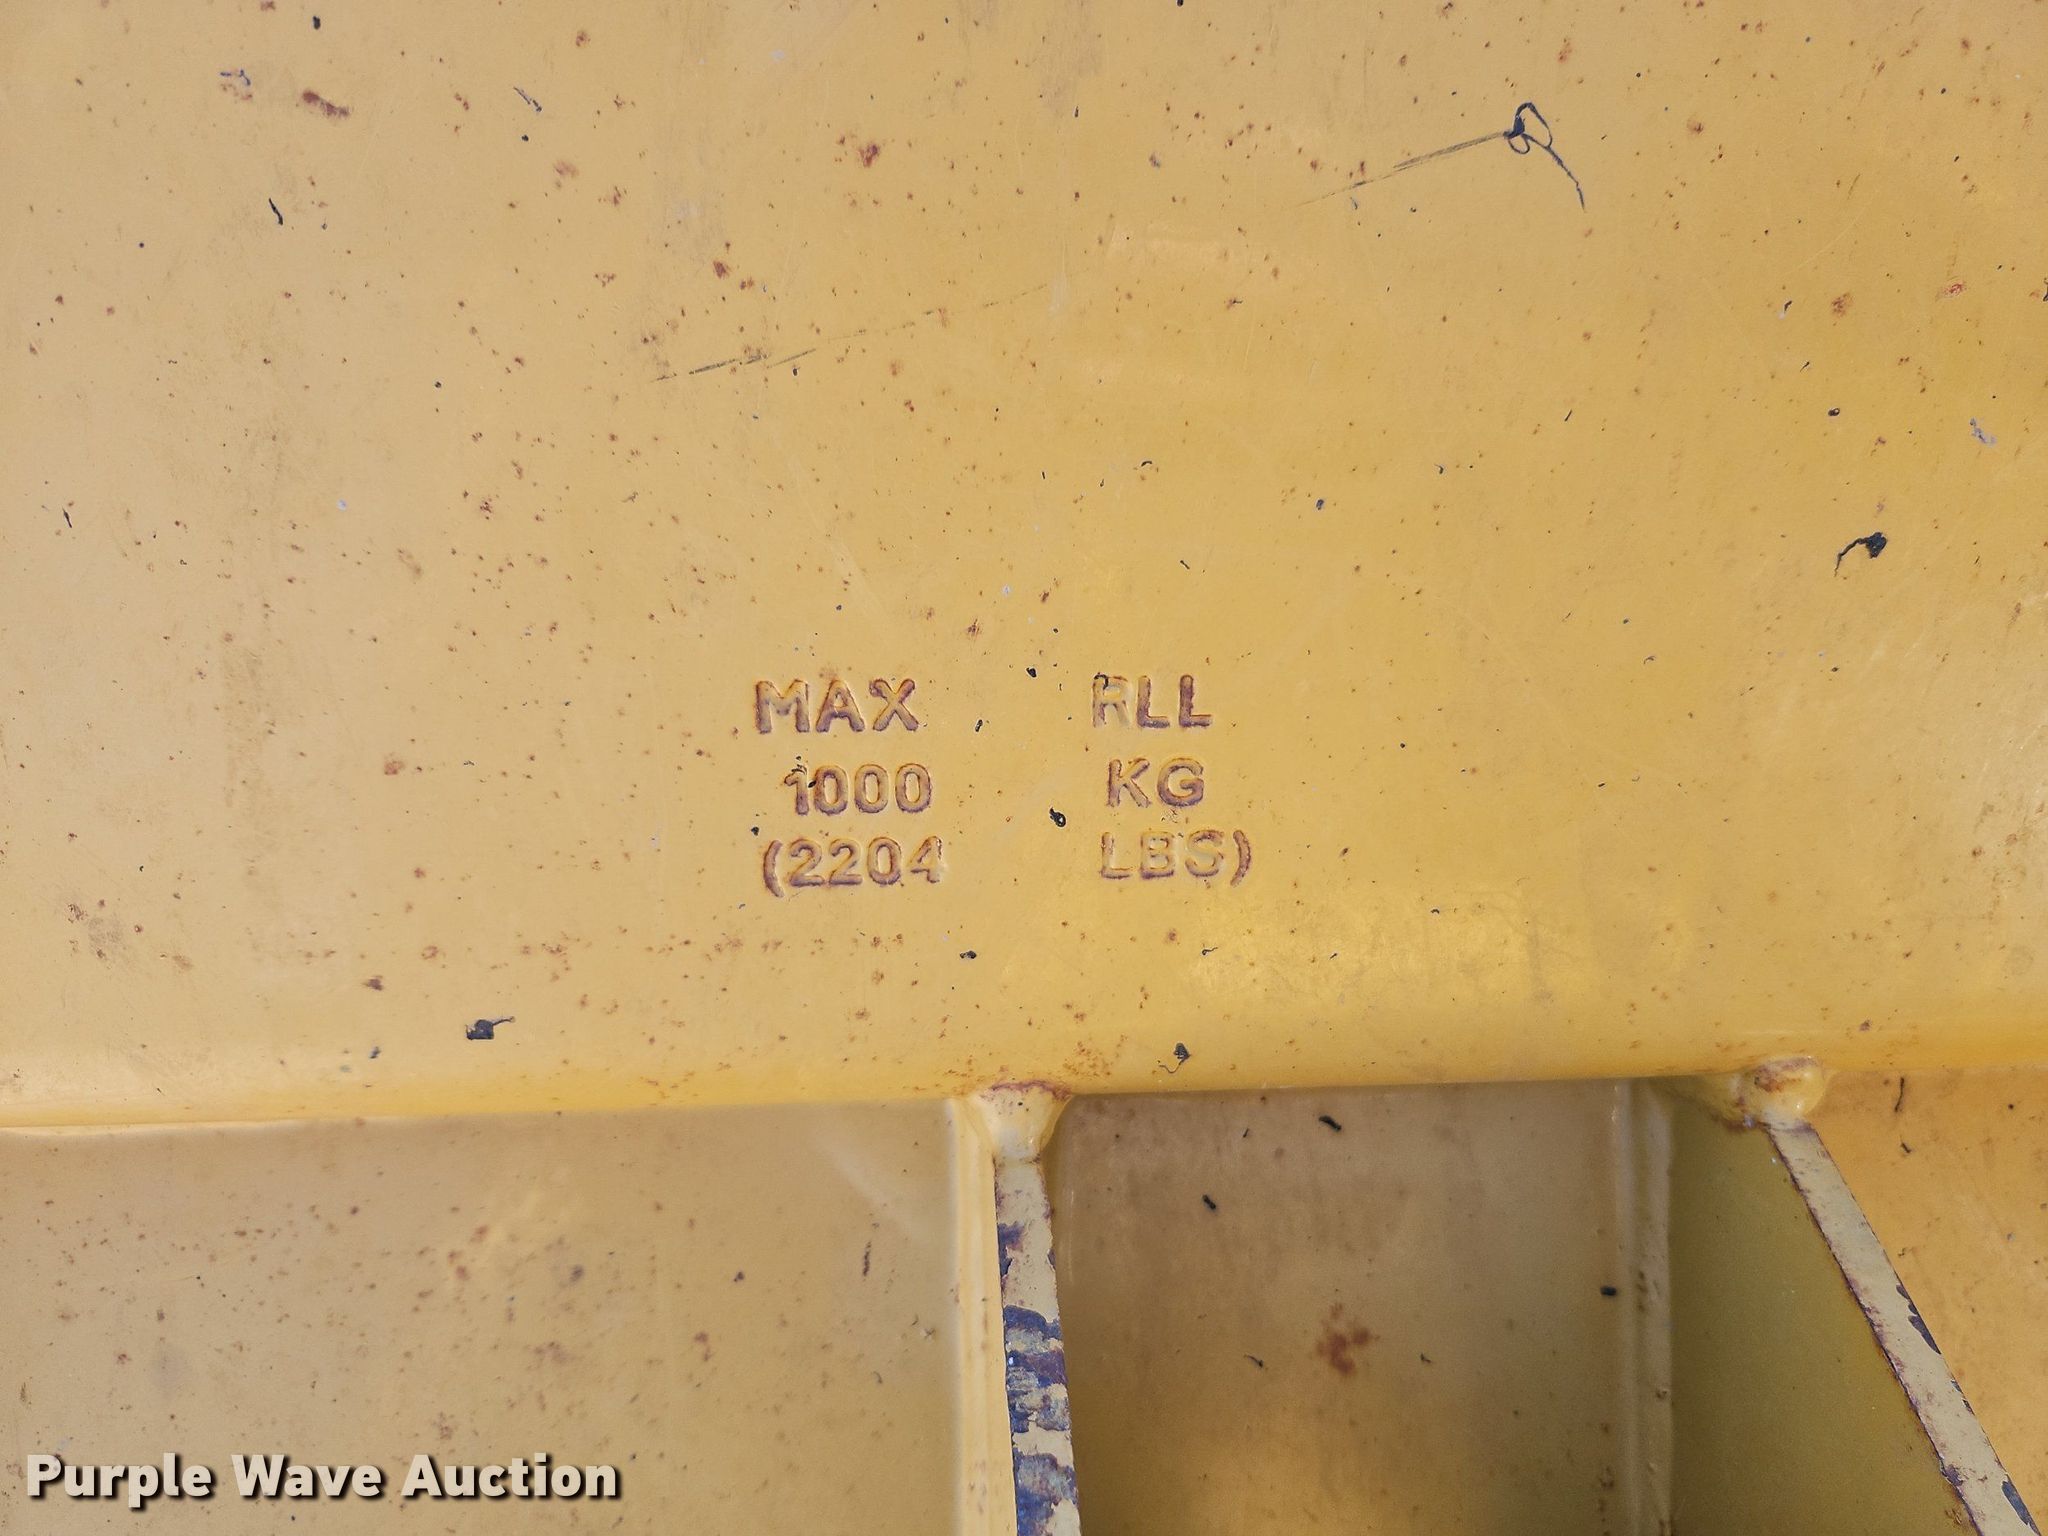 MAX RLL
1000 KG
(2204 LBS)
Purple Wave Auction